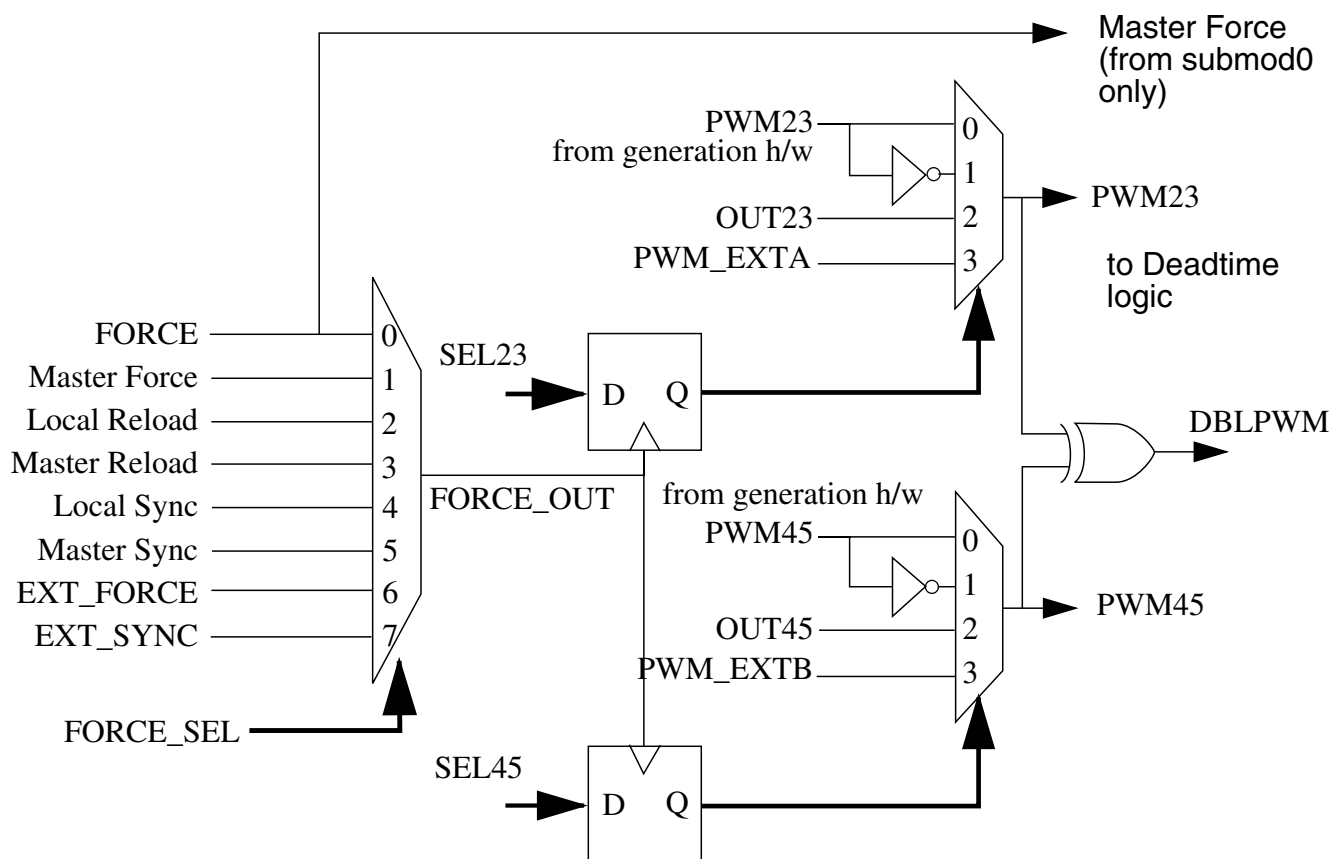 Master Force
(from submod0
only)
PWM23
from generation h/w
0
1
OUT23
2
PWM_EXTA
3
PWM23
to Deadtime
logic
FORCE
0
Master Force
1
Local Reload
2
Master Reload
3
Local Sync
4
Master Sync
5
EXT_FORCE
6
EXT_SYNC
7
FORCE_SEL
FORCE_OUT
SEL23
D Q
DBLPWM
from generation h/w
PWM45
0
1
OUT45
2
PWM_EXTB
3
PWM45
SEL45
D Q